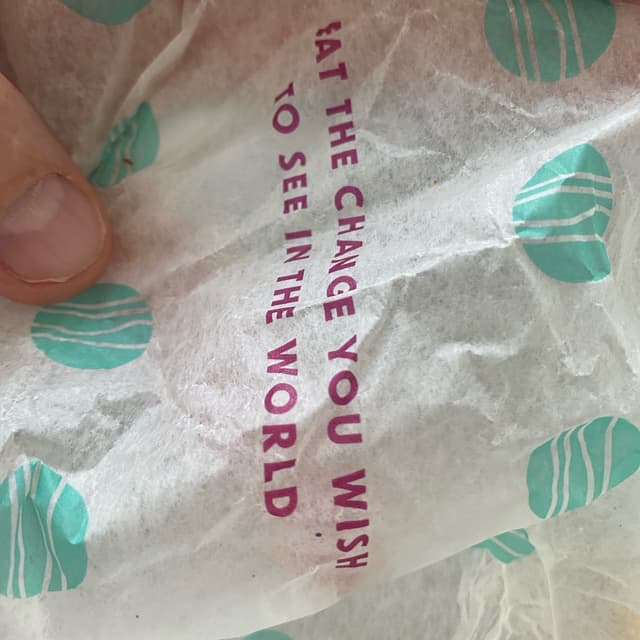 EAT THE CHANGE YOU WISH
TO SEE IN THE WORLD